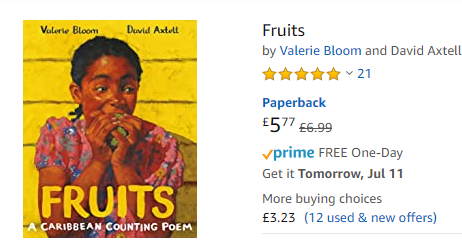 Valerie Bloom David Axtell
FRUITS
A CARIBBEAN COUNTING POEM
Fruits
by Valerie Bloom and David Axtell
21
Paperback
£5.77 £6.99
prime FREE One-Day
Get it Tomorrow, Jul 11
More buying choices
£3.23 (12 used & new offers)